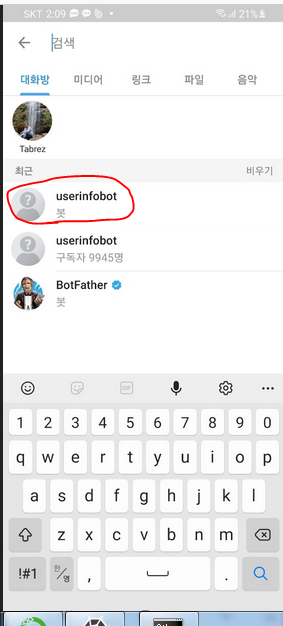 SKT 2:09 21%
검색
대화방 미디어 링크 파일 음악
Tabrez
최근 비우기
userinfobot
봇
userinfobot
구독자 9945명
BotFather
봇
GIF
1 2 3 4 5 6 7 8 9 0
q w e r t y u i o p
a s d f g h j k l
z x c v b n m
!#1 한/영 , .